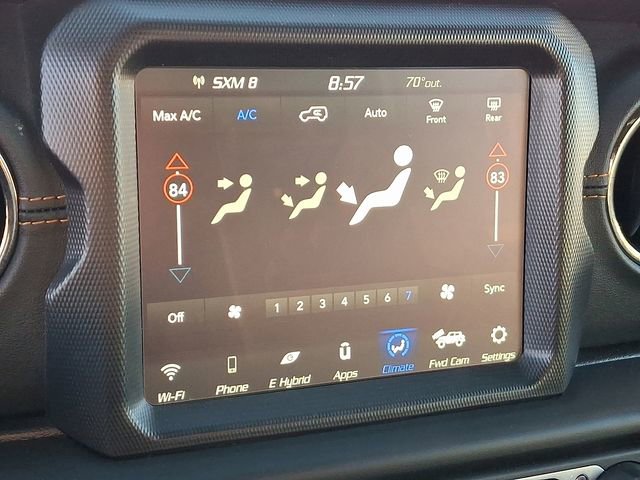 SXM 8 8:57 70°out.
Max A/C A/C Auto Front Rear
84 83
Off 1 2 3 4 5 6 7 Sync
Wi-Fi Phone E Hybrid Apps Climate Fwd Cam Settings